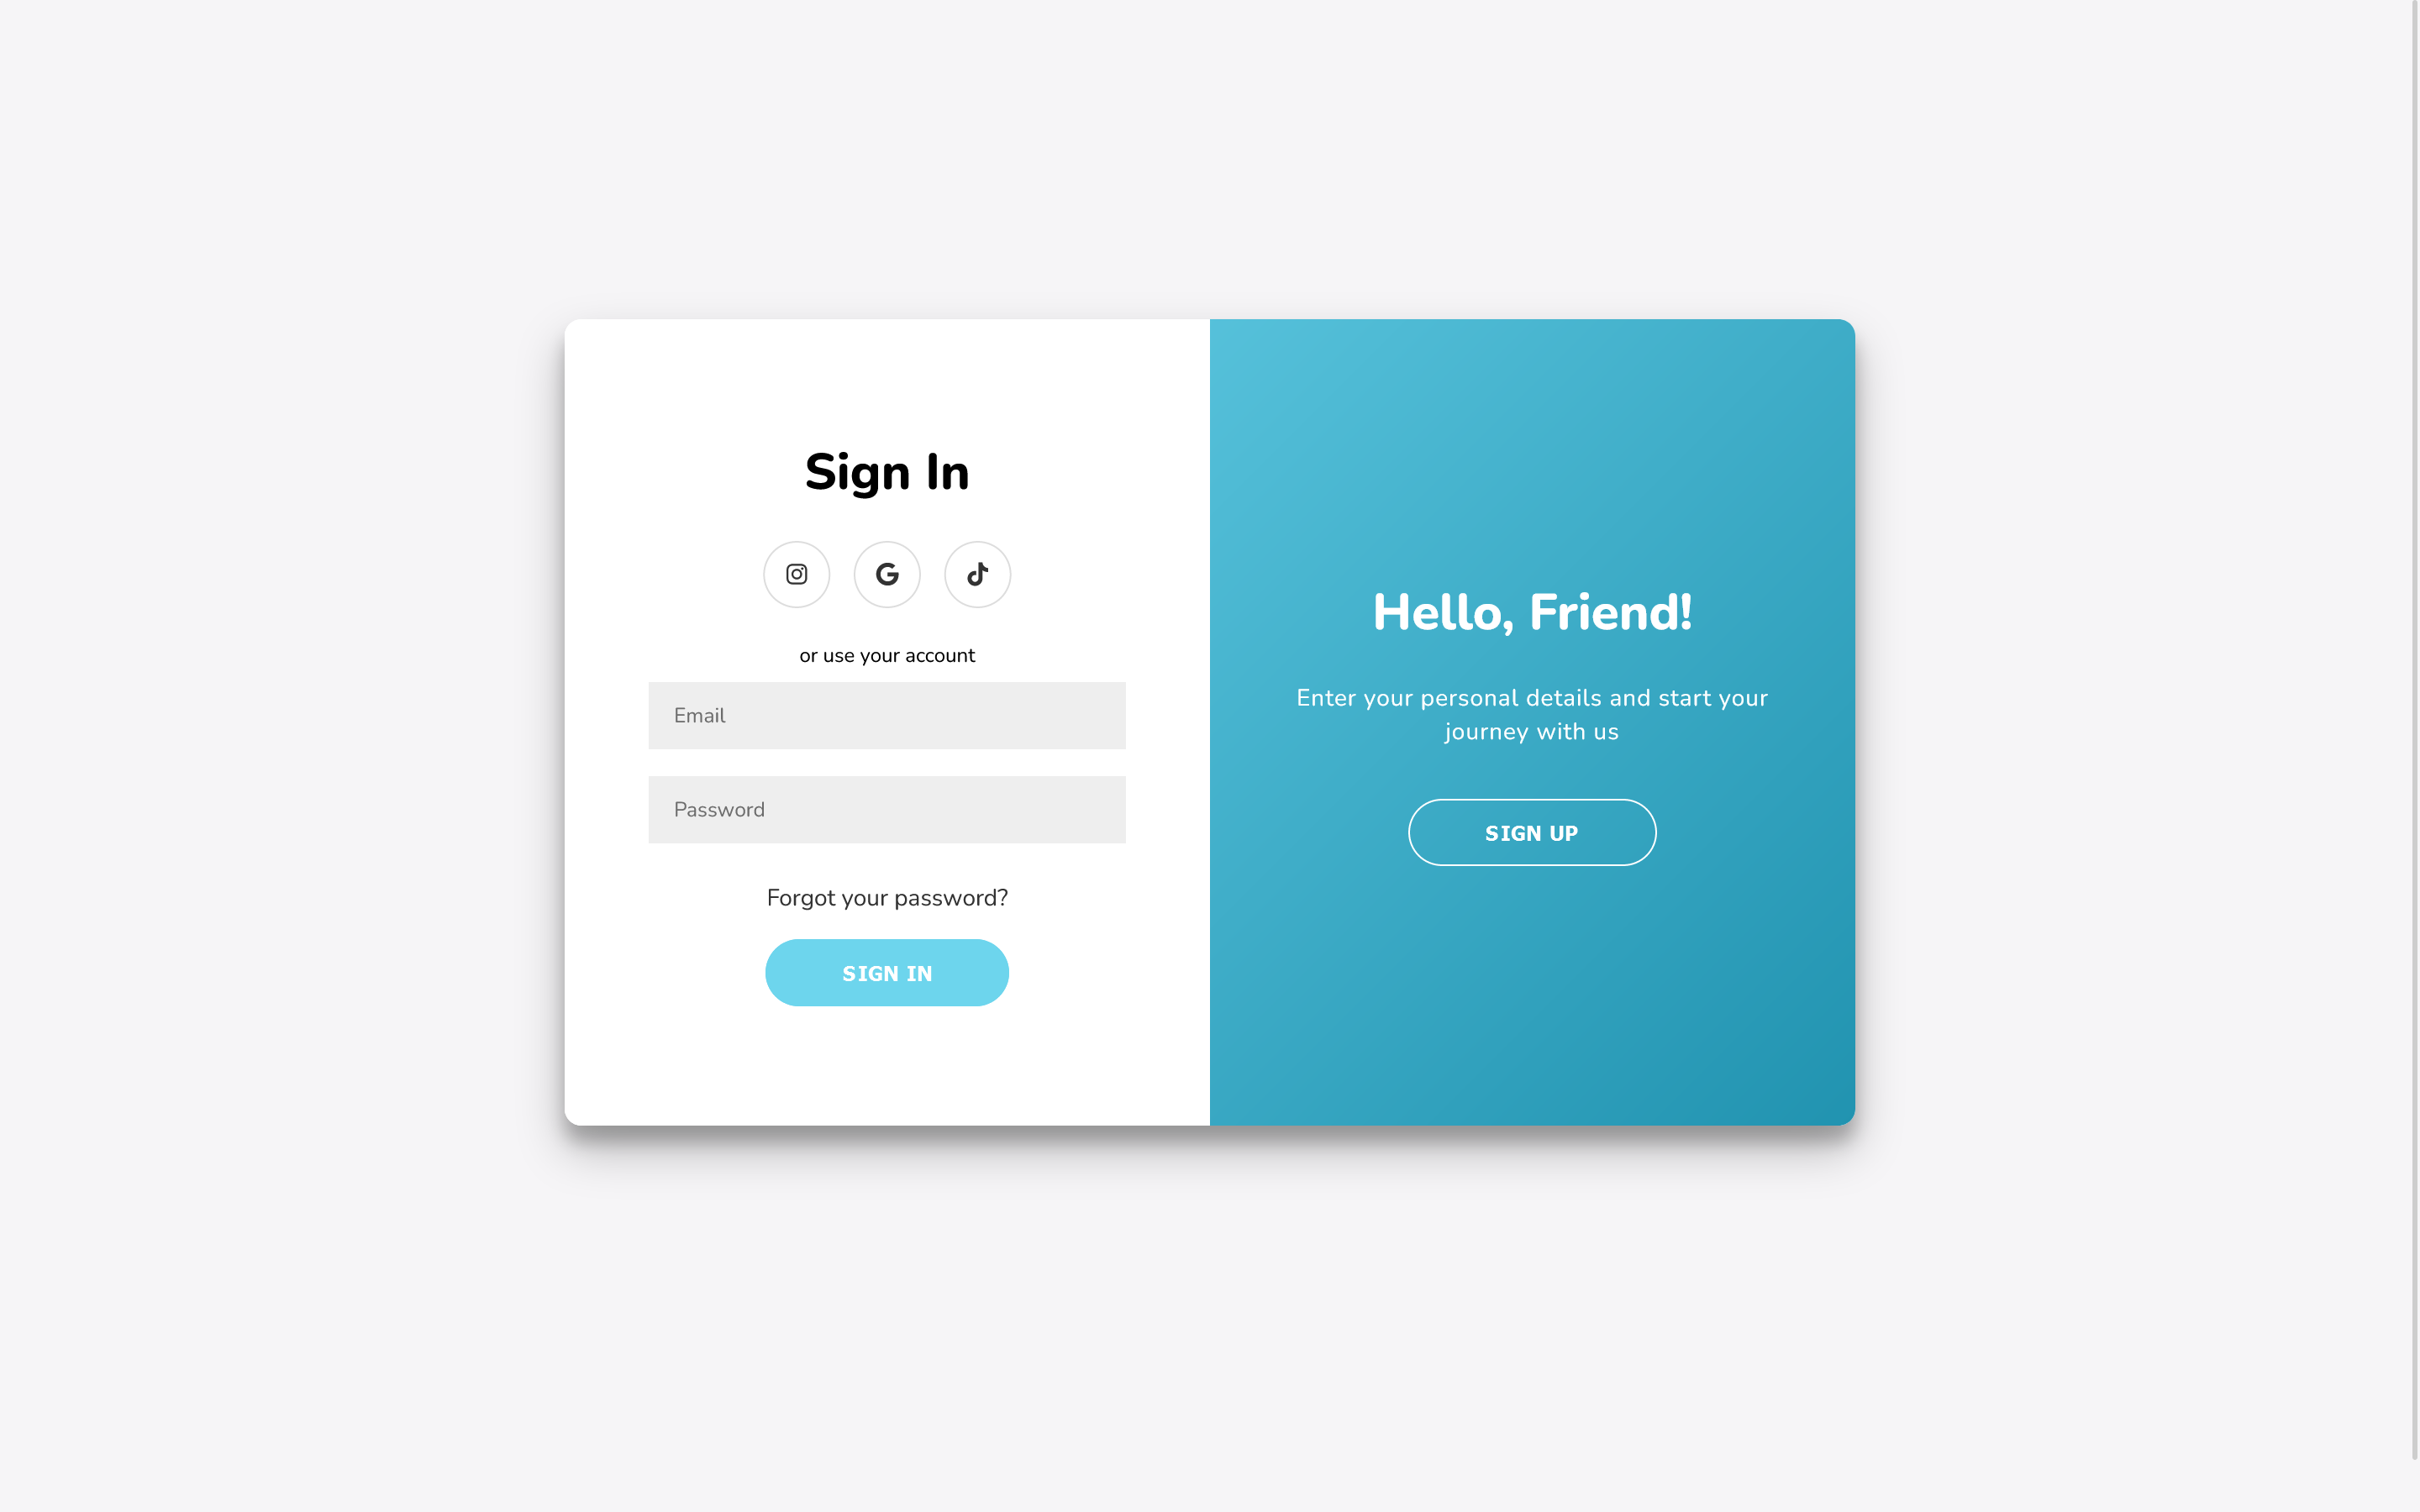 Sign In
or use your account
Email
Password
Forgot your password?
SIGN IN
Hello, Friend!
Enter your personal details and start your
journey with us
SIGN UP